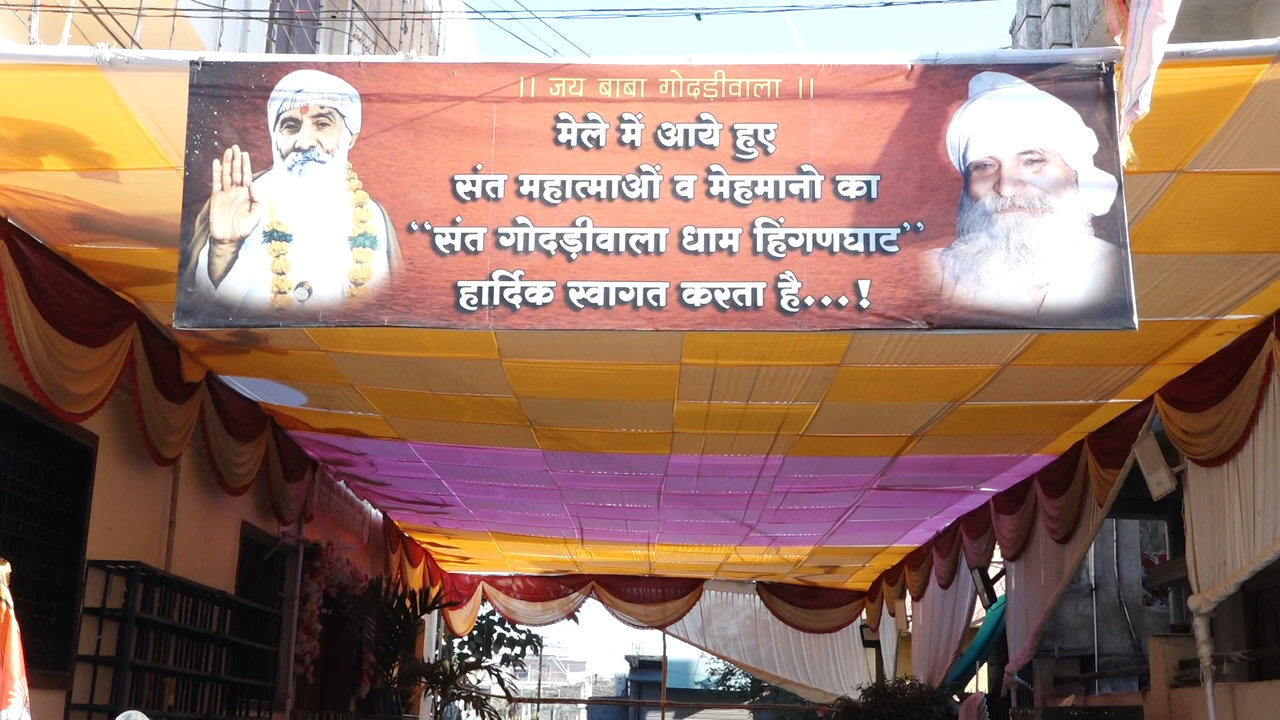 ।। जय बाबा गोदड़ीवाला ।।
मेले में आये हुए
संत महात्माओं व मेहमानो का
“संत गोदड़ीवाला धाम हिंगणघाट”
हार्दिक स्वागत करता है...!